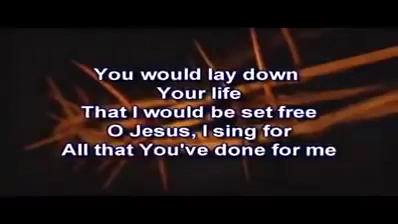 You would lay down
Your life
That I would be set free
O Jesus, I sing for
All that You've done for me